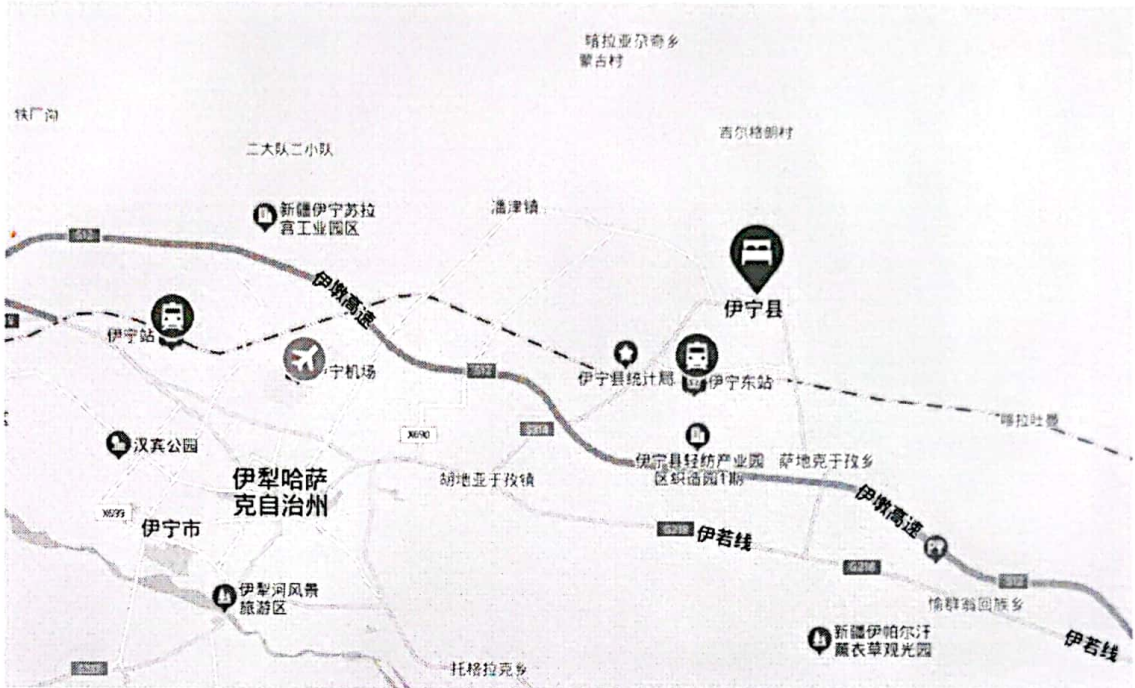 喀拉亚尕奇乡
蒙古村
铁厂沟
吉尔格朗村
二大队二小队
潘津镇
新疆伊宁苏拉
宫工业园区
S12
伊墩高速
伊宁县
伊宁站
宁机场
S12
伊宁县统计局
伊宁东站
喀拉吐曼
X690
汉宾公园
伊宁县轻纺产业园
区织造园1期
萨地克于孜乡
伊犁哈萨
克自治州
胡地亚于孜镇
伊墩高速
X699
伊宁市
G218
伊若线
G218
S12
伊犁河风景
旅游区
愉群翁回族乡
新疆伊帕尔汗
薰衣草观光园
伊若线
托格拉克乡